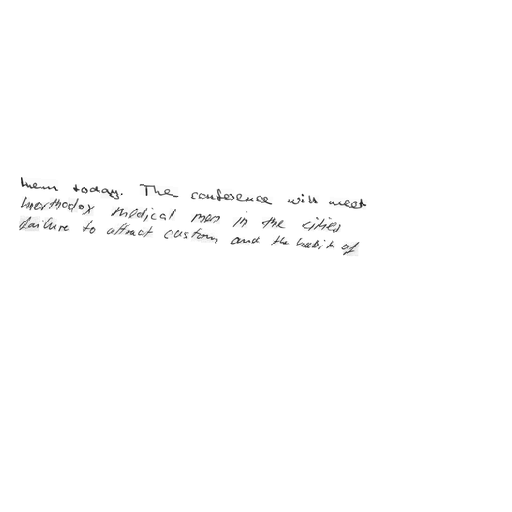 them today. The conference will meet
unorthodox medical men in the cities
failure to attract custom and the habit of